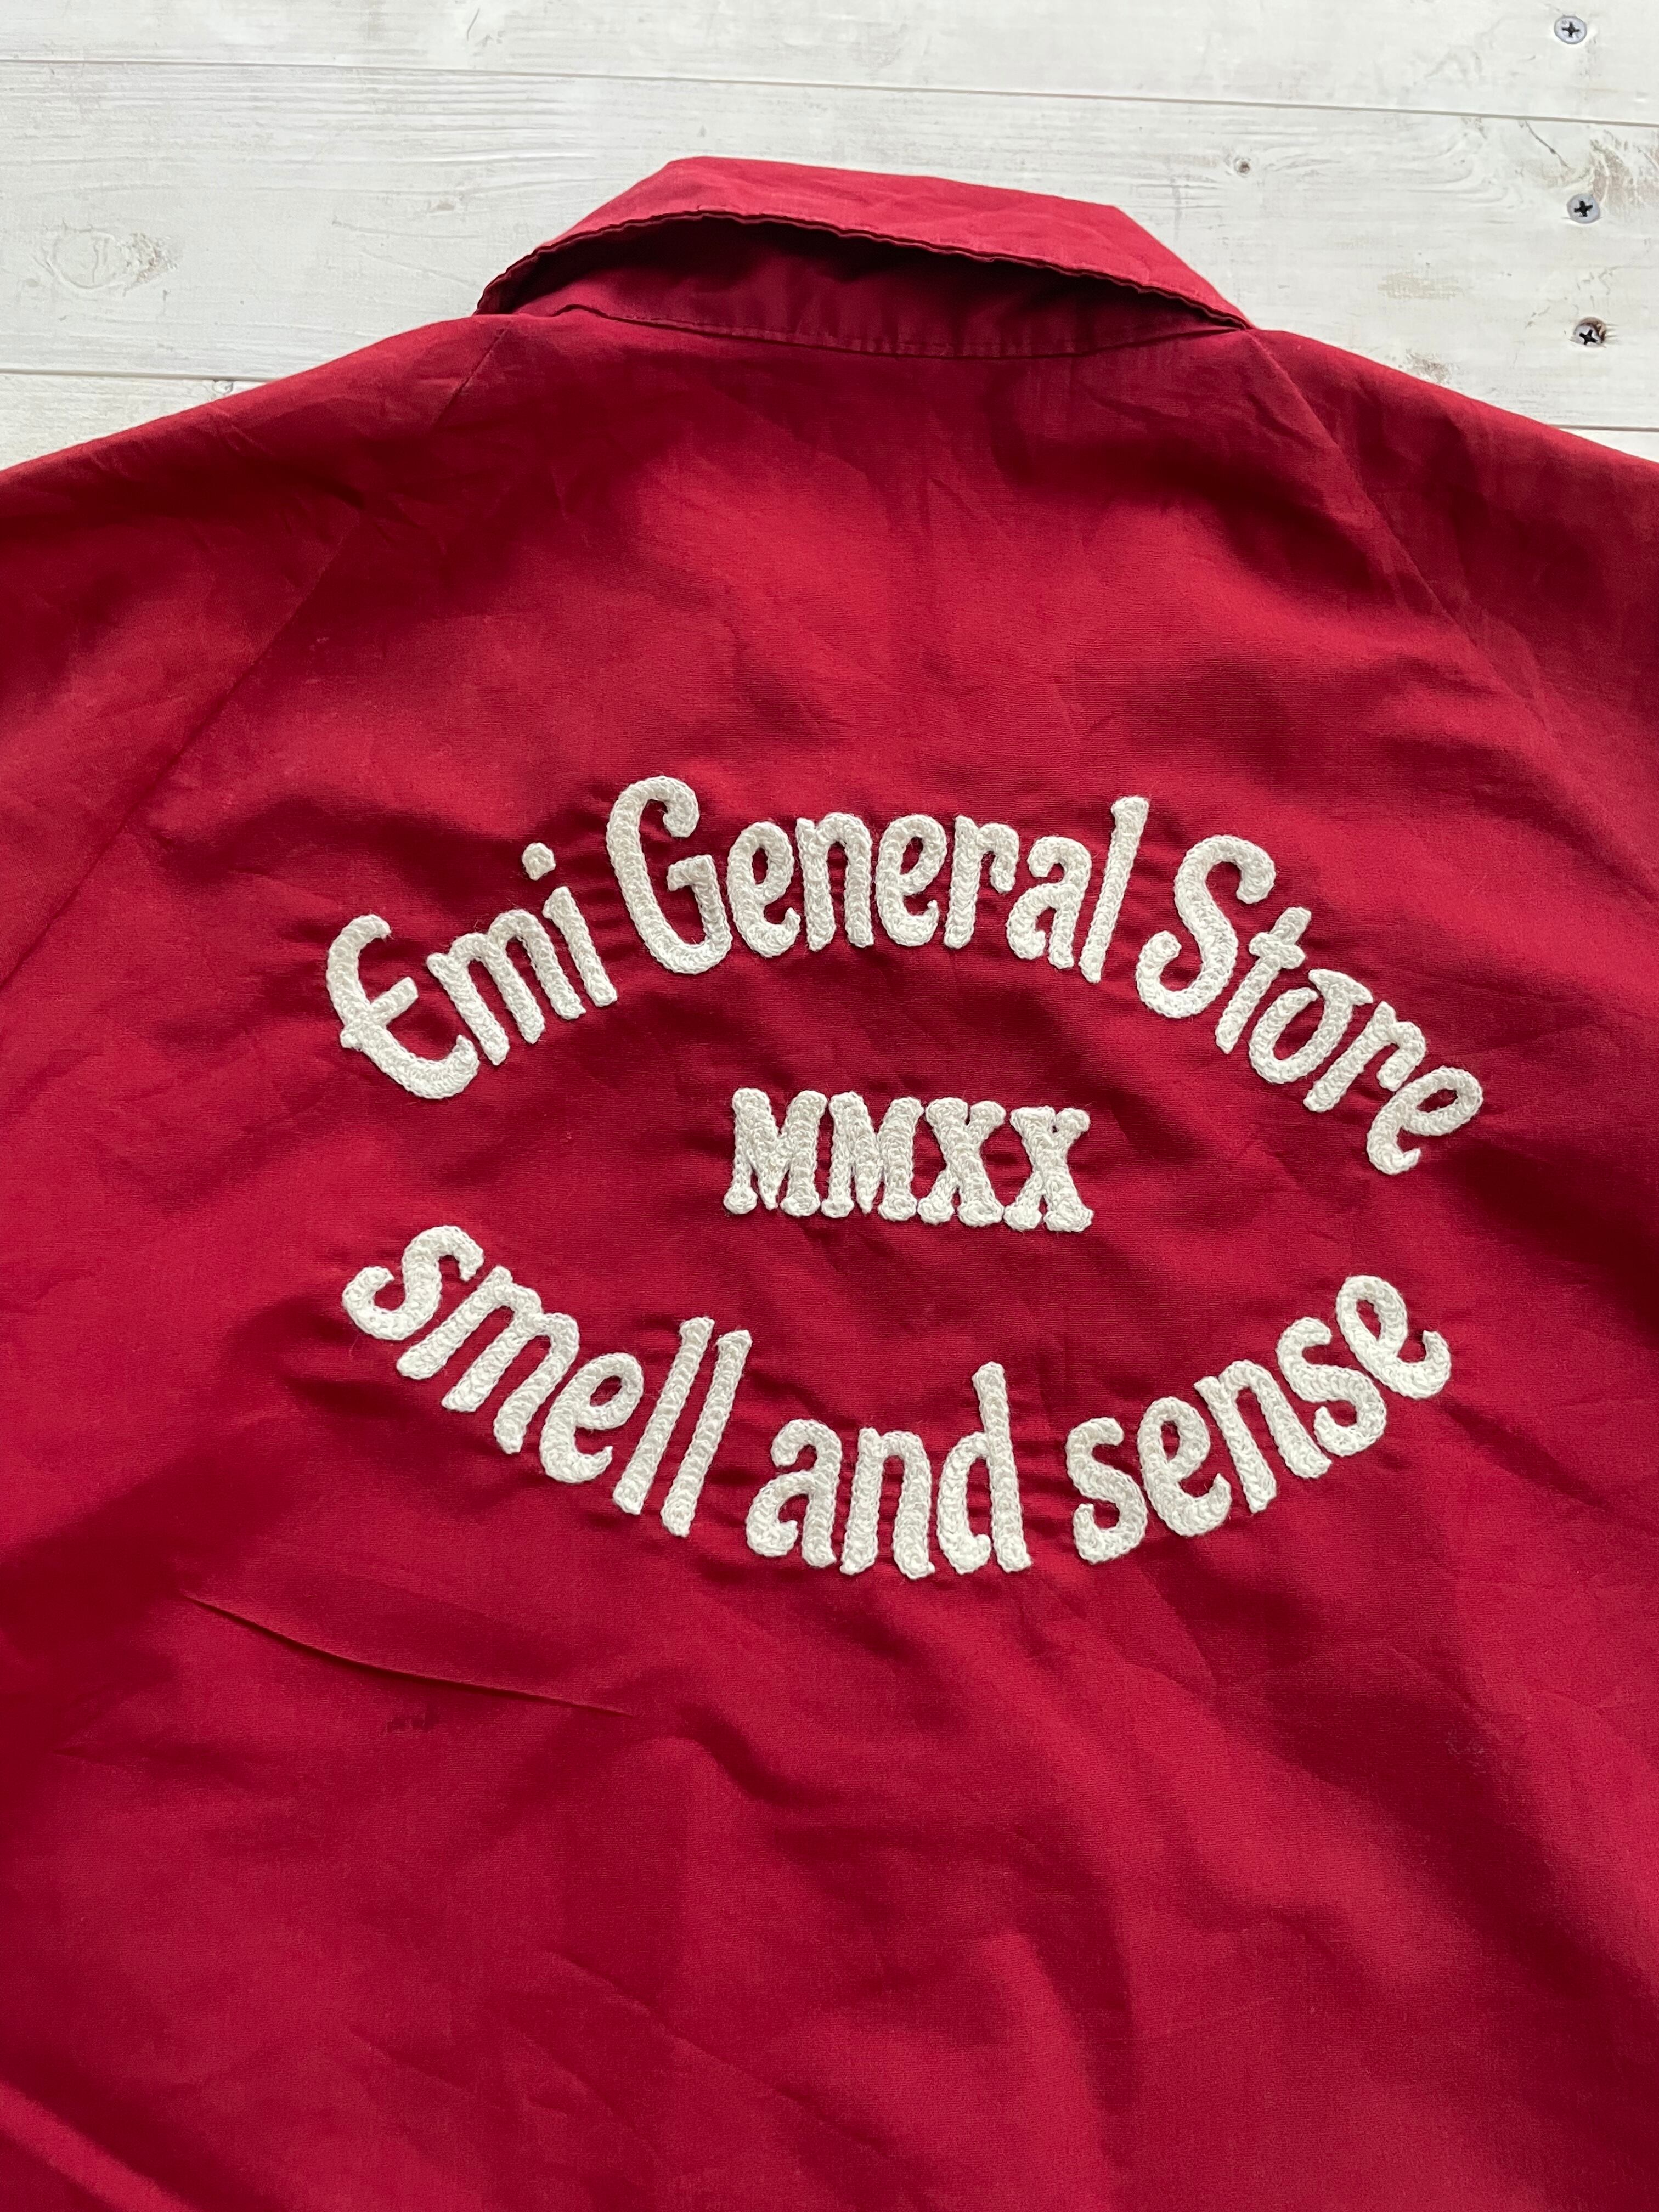 Emi General Store
MMXX
smell and sense